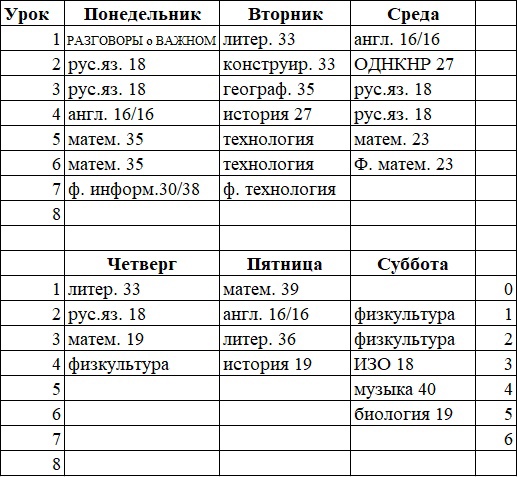 Урок Понедельник Вторник Среда
1 РАЗГОВОРЫ о ВАЖНОМ литер. 33 англ. 16/16
2 рус.яз. 18 конструир. 33 ОДНКНР 27
3 рус.яз. 18 географ. 35 рус.яз. 18
4 англ. 16/16 история 27 рус.яз. 18
5 матем. 35 технология матем. 23
6 матем. 35 технология Ф. матем. 23
7 ф. информ.30/38 ф. технология
8
Четверг Пятница Суббота
1 литер. 33 матем. 39 0
2 рус.яз. 18 англ. 16/16 физкультура 1
3 матем. 19 литер. 36 физкультура 2
4 физкультура история 19 ИЗО 18 3
5 музыка 40 4
6 биология 19 5
7 6
8